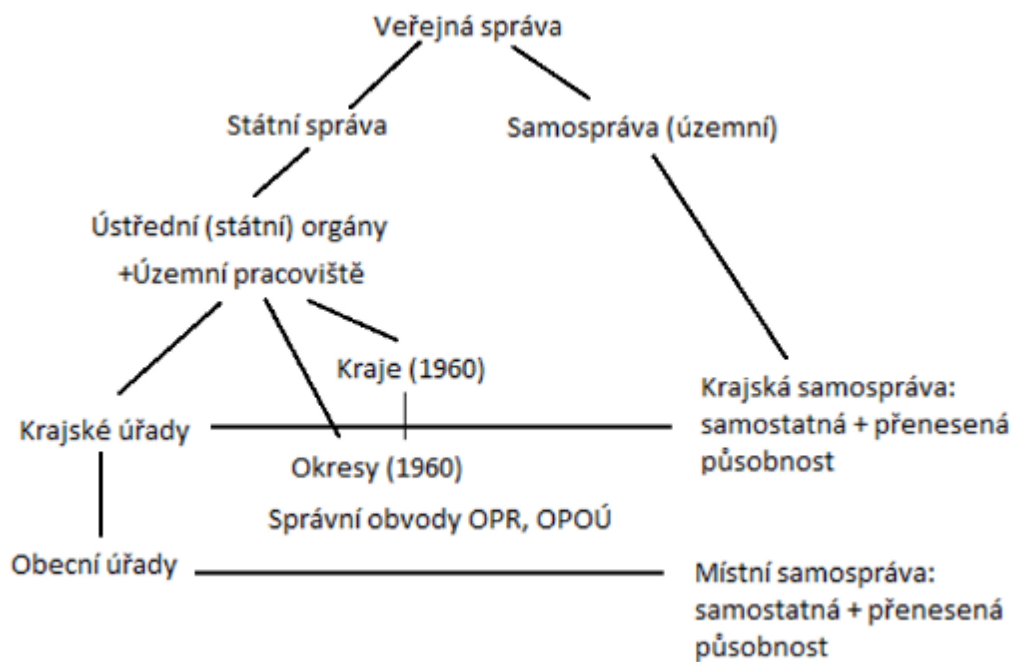 Veřejná správa
Státní správa
Samospráva (územní)
Ústřední (státní) orgány
+Územní pracoviště
Kraje (1960)
Krajská samospráva:
samostatná + přenesená
působnost
Krajské úřady
Okresy (1960)
Správní obvody OPR, OPOÚ
Obecní úřady
Místní samospráva:
samostatná + přenesená
působnost